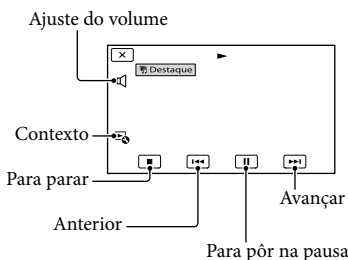 Ajuste do volume
Destaque
Contexto
Para parar
Avançar
Anterior
Para pôr na pausa